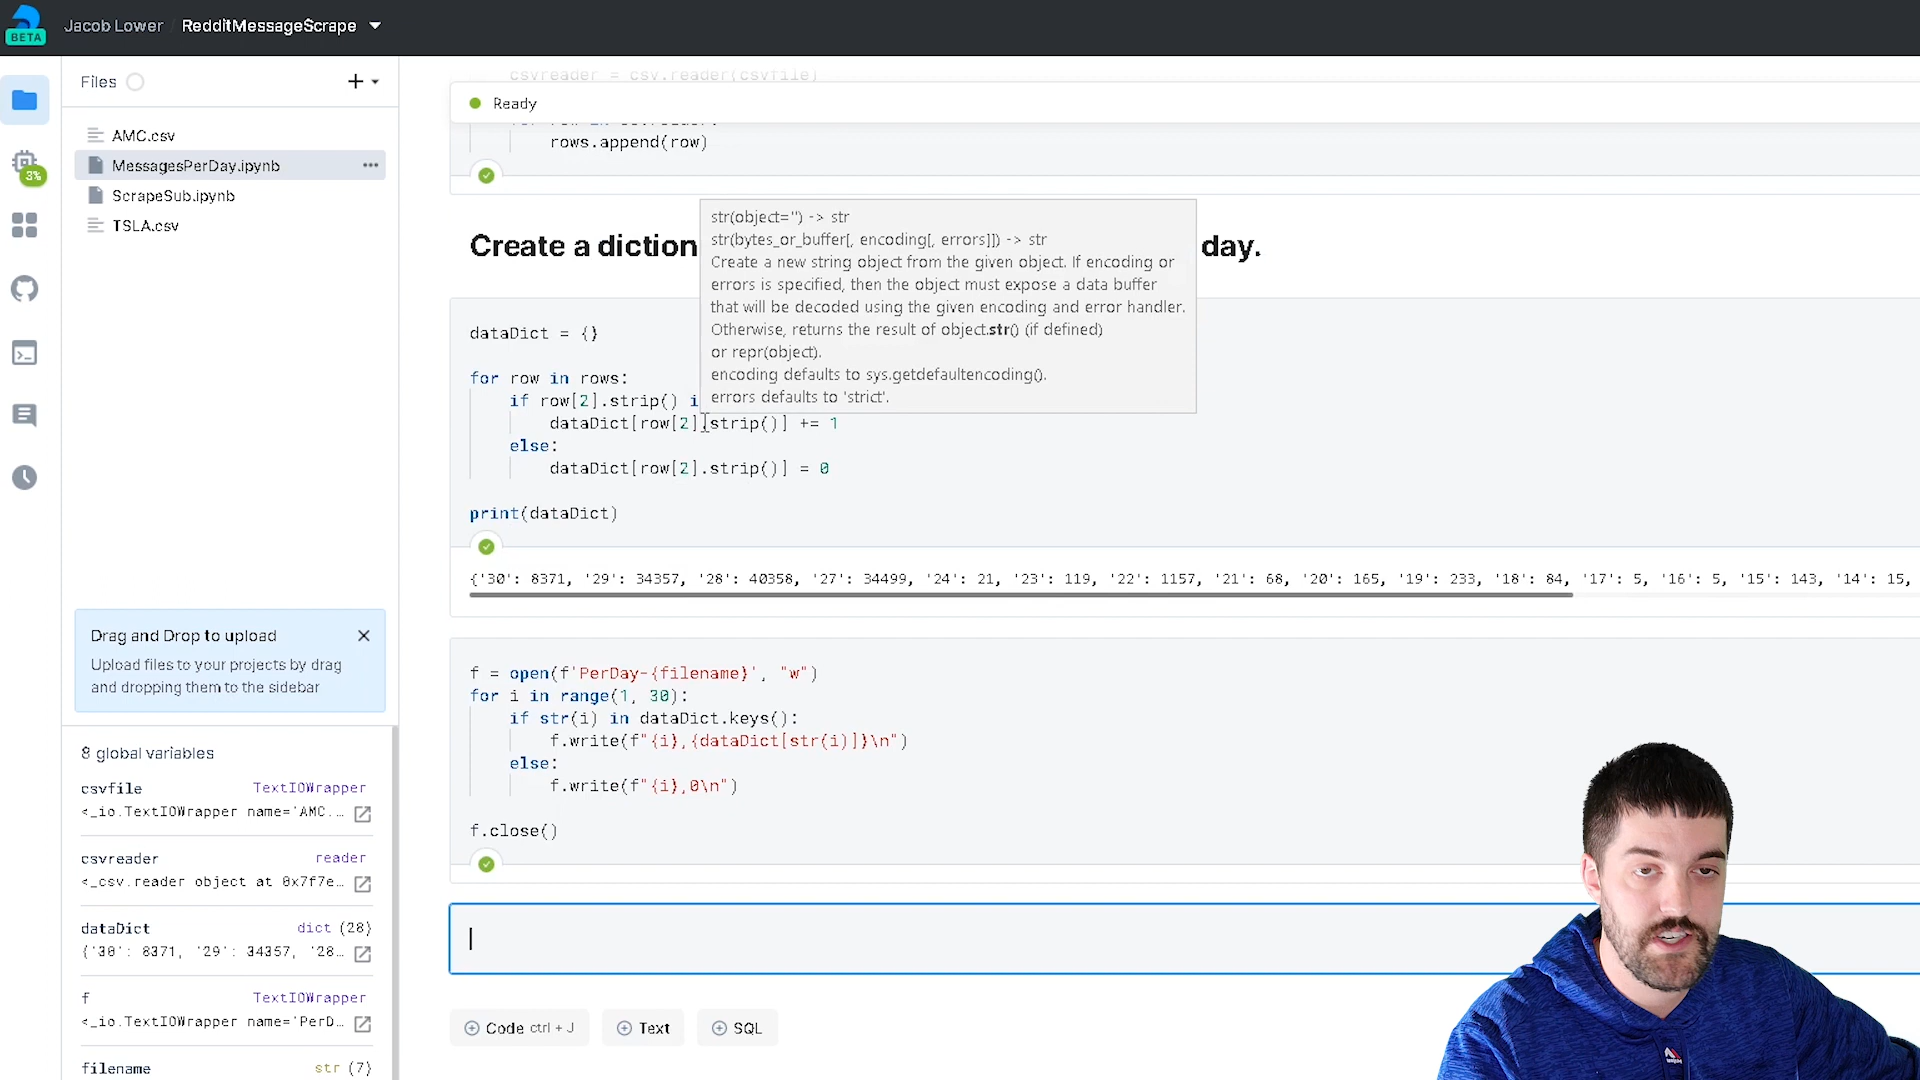 BETA
Jacob Lower / RedditMessageScrape
Files
AMC.csv
MessagesPerDay.ipynb
ScrapeSub.ipynb
TSLA.csv
3%
Drag and Drop to upload
Upload files to your projects by drag
and dropping them to the sidebar
8 global variables
csvfile TextIOWrapper
<_io.TextIOWrapper name='AMC....
csvreader reader
<_csv.reader object at 0x7f7e...
dataDict dict (28)
{'30': 8371, '29': 34357, '28...
f TextIOWrapper
<_io.TextIOWrapper name='PerD...
filename str (7)
csvreader = csv.reader(csvfile)
Ready
rows.append(row)
Create a diction day.
str(object='') -> str
str(bytes_or_buffer[, encoding[, errors]]) -> str
Create a new string object from the given object. If encoding or
errors is specified, then the object must expose a data buffer
that will be decoded using the given encoding and error handler.
Otherwise, returns the result of object.str() (if defined)
or repr(object).
encoding defaults to sys.getdefaultencoding().
errors defaults to 'strict'.
dataDict = {}
for row in rows:
if row[2].strip() i
dataDict[row[2].strip()] += 1
else:
dataDict[row[2].strip()] = 0
print(dataDict)
{'30': 8371, '29': 34357, '28': 40358, '27': 34499, '24': 21, '23': 119, '22': 1157, '21': 68, '20': 165, '19': 233, '18': 84, '17': 5, '16': 5, '15': 143, '14': 15,
f = open(f'PerDay-{filename}', "w")
for i in range(1, 30):
if str(i) in dataDict.keys():
f.write(f"{i},{dataDict[str(i)]}\n")
else:
f.write(f"{i},0\n")
f.close()
Code ctrl + J
Text
SQL